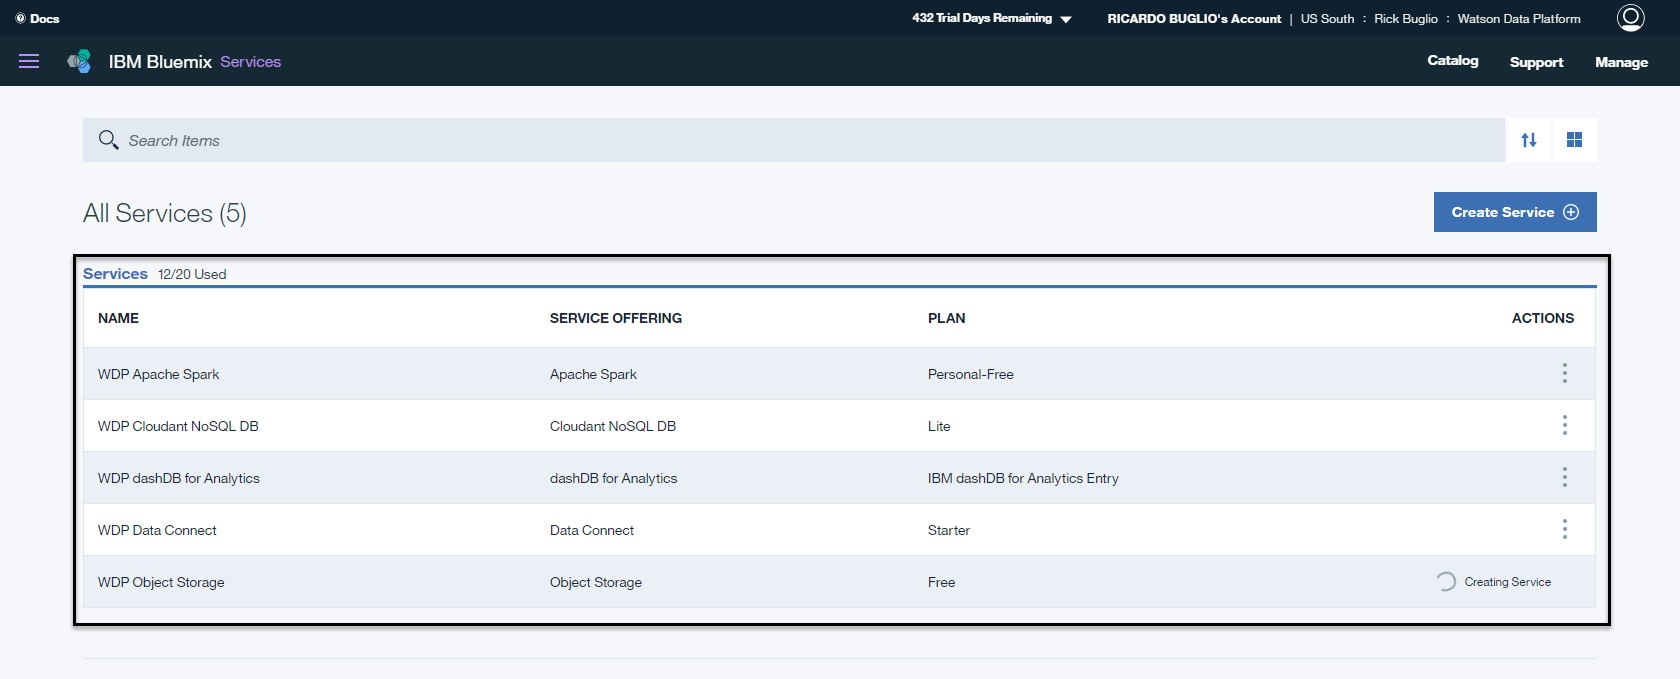 Docs
432 Trial Days Remaining RICARDO BUGLIO's Account | US South : Rick Buglio : Watson Data Platform
IBM Bluemix Services Catalog Support Manage
Search Items
All Services (5) Create Service
Services 12/20 Used
NAME SERVICE OFFERING PLAN ACTIONS
WDP Apache Spark Apache Spark Personal-Free
WDP Cloudant NoSQL DB Cloudant NoSQL DB Lite
WDP dashDB for Analytics dashDB for Analytics IBM dashDB for Analytics Entry
WDP Data Connect Data Connect Starter
WDP Object Storage Object Storage Free Creating Service